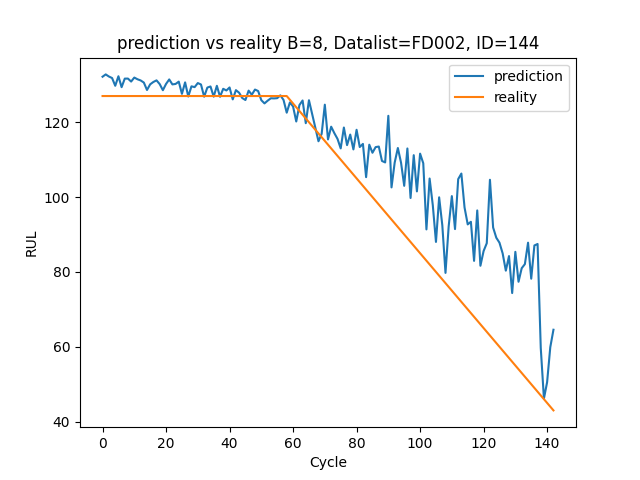 prediction vs reality B=8, Datalist=FD002, ID=144
prediction
reality
RUL
120
100
80
60
40
0 20 40 60 80 100 120 140
Cycle